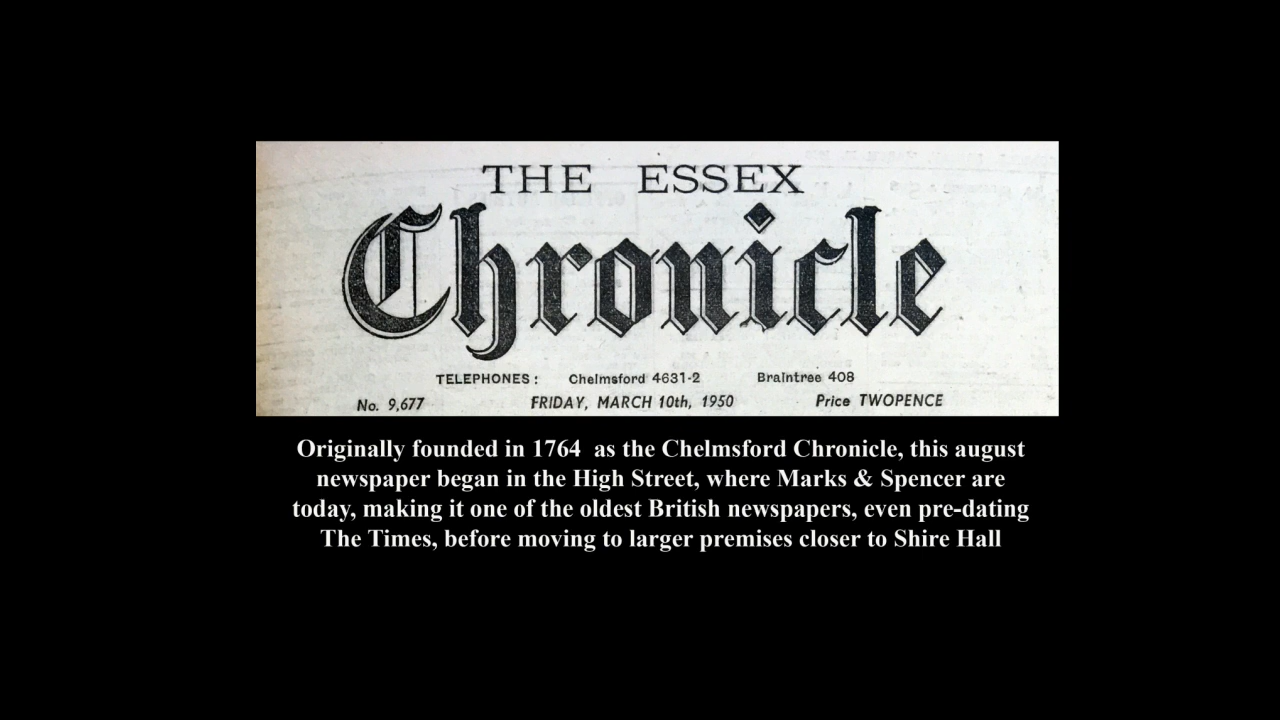 THE ESSEX
Chronicle
TELEPHONES: Chelmsford 4631-2 Braintree 408
No. 9,677 FRIDAY, MARCH 10th, 1950 Price TWOPENCE
Originally founded in 1764 as the Chelmsford Chronicle, this august
newspaper began in the High Street, where Marks & Spencer are
today, making it one of the oldest British newspapers, even pre-dating
The Times, before moving to larger premises closer to Shire Hall